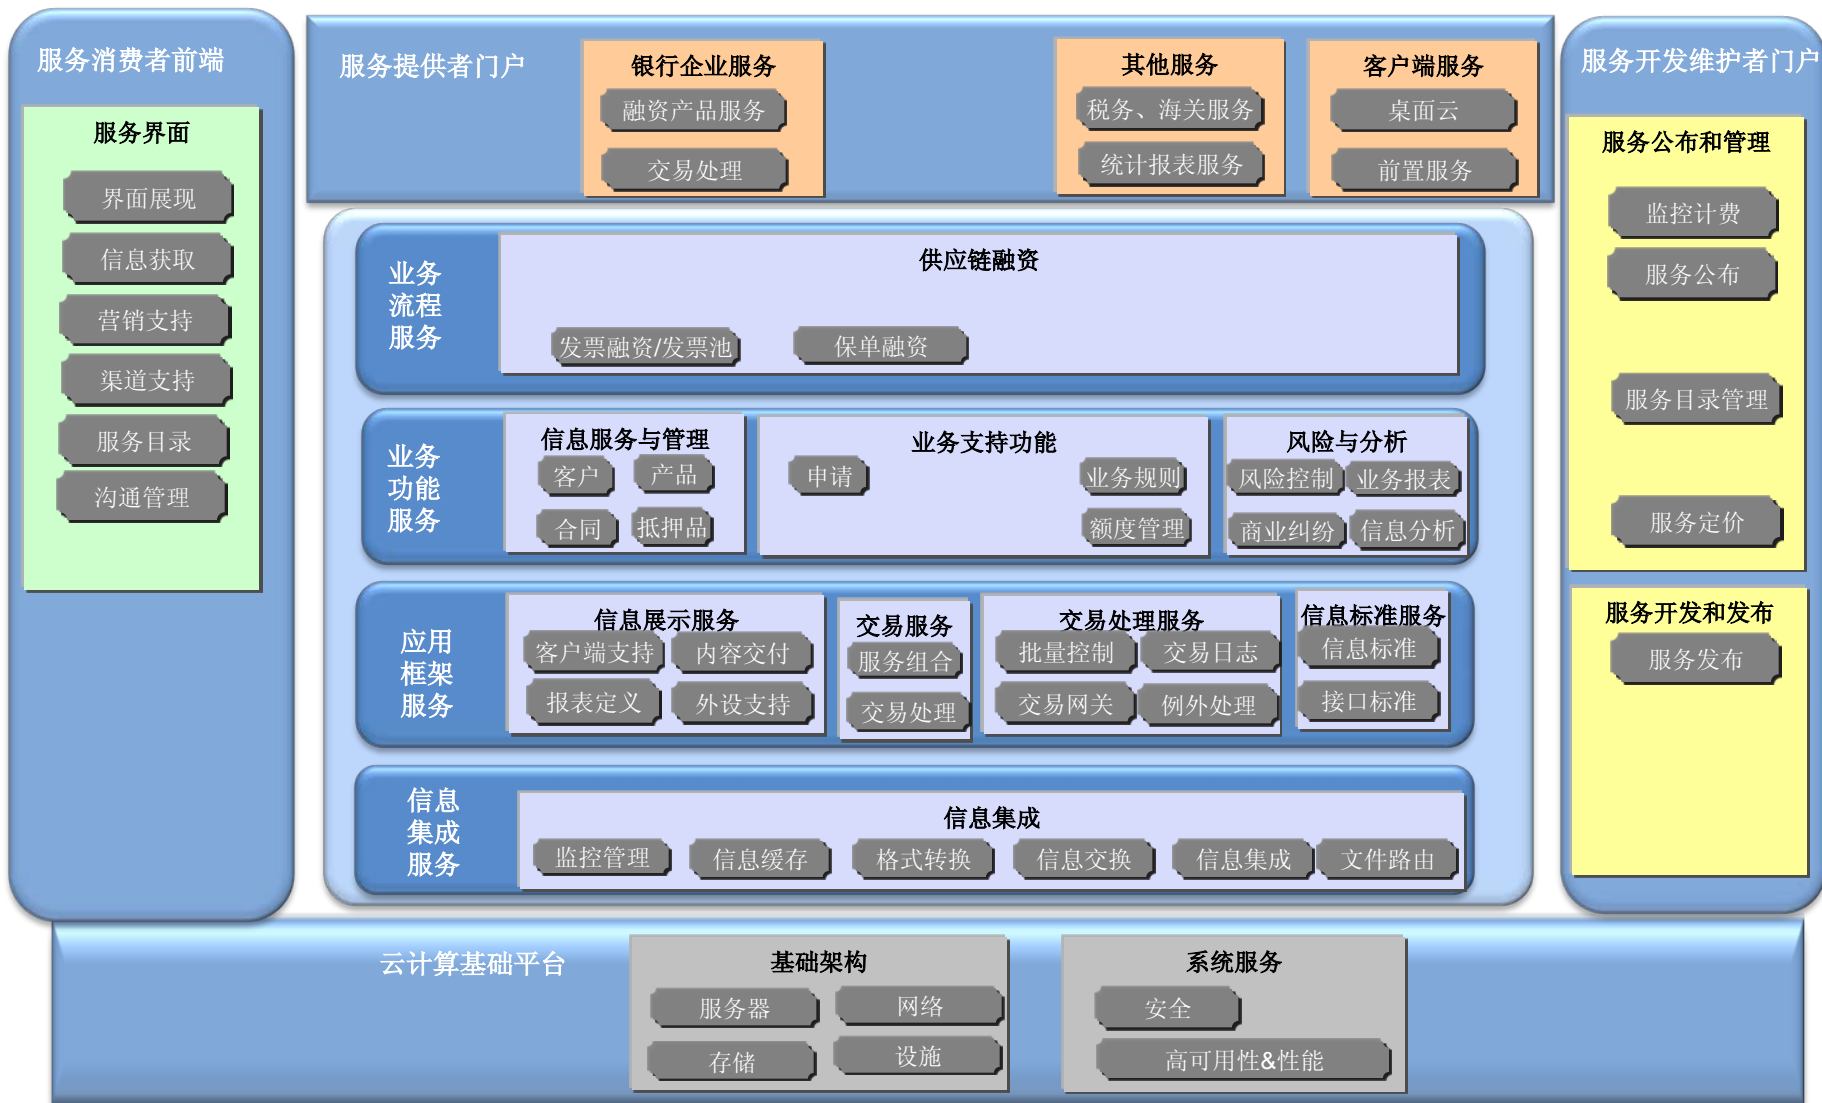 服务消费者前端
服务界面
界面展现
信息获取
营销支持
渠道支持
服务目录
沟通管理
服务提供者门户
银行企业服务
融资产品服务
交易处理
其他服务
税务、海关服务
统计报表服务
客户端服务
桌面云
前置服务
业务
流程
服务
供应链融资
发票融资/发票池
保单融资
业务
功能
服务
信息服务与管理
客户
产品
合同
抵押品
业务支持功能
申请
业务规则
额度管理
风险与分析
风险控制
业务报表
商业纠纷
信息分析
应用
框架
服务
信息展示服务
客户端支持
内容交付
报表定义
外设支持
交易服务
服务组合
交易处理
交易处理服务
批量控制
交易日志
交易网关
例外处理
信息标准服务
信息标准
接口标准
信息
集成
服务
信息集成
监控管理
信息缓存
格式转换
信息交换
信息集成
文件路由
服务开发维护者门户
服务公布和管理
监控计费
服务公布
服务目录管理
服务定价
服务开发和发布
服务发布
云计算基础平台
基础架构
服务器
网络
存储
设施
系统服务
安全
高可用性&性能